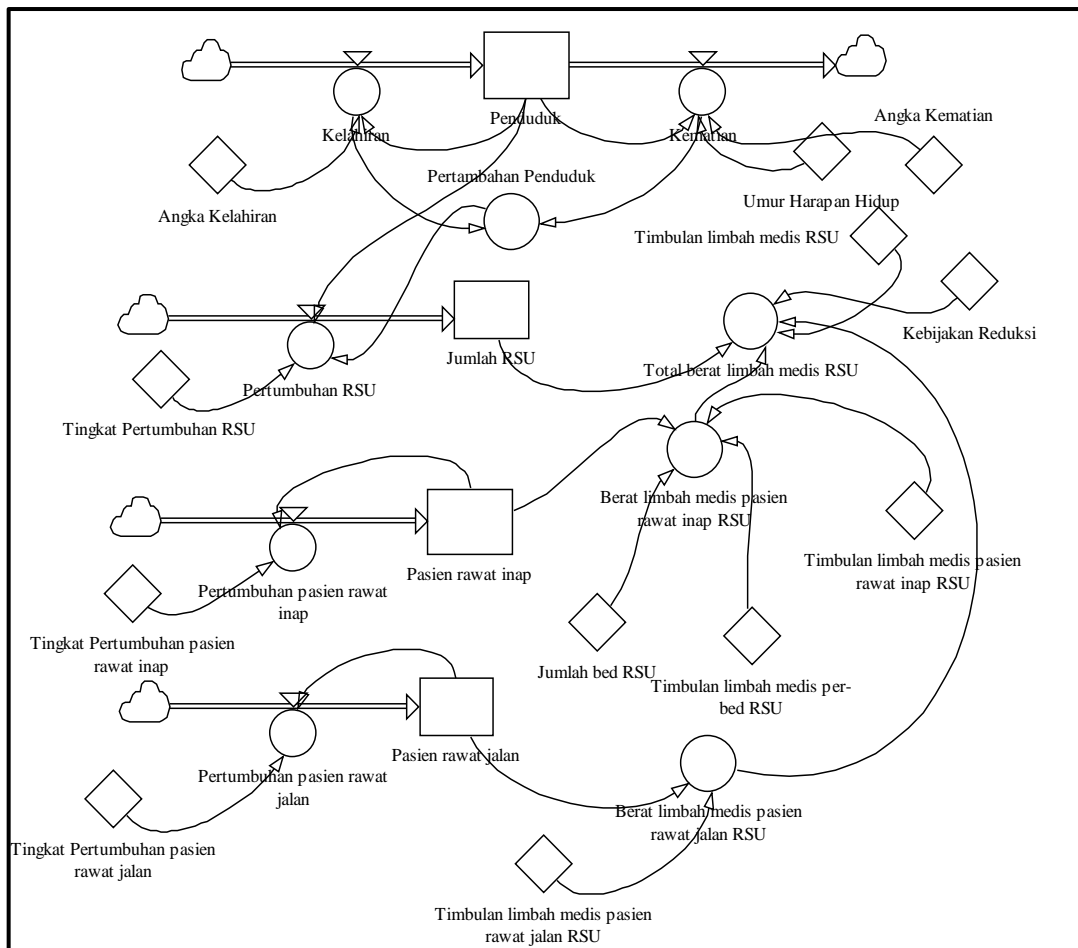 Penduduk
Kelahiran
Kematian
Angka Kematian
Pertambahan Penduduk
Umur Harapan Hidup
Angka Kelahiran
Timbulan limbah medis RSU
Kebijakan Reduksi
Jumlah RSU
Total berat limbah medis RSU
Pertumbuhan RSU
Tingkat Pertumbuhan RSU
Berat limbah medis pasien
rawat inap RSU
Timbulan limbah medis pasien
rawat inap RSU
Pasien rawat inap
Pertumbuhan pasien rawat
inap
Tingkat Pertumbuhan pasien
rawat inap
Jumlah bed RSU
Timbulan limbah medis per-
bed RSU
Pasien rawat jalan
Pertumbuhan pasien rawat
jalan
Berat limbah medis pasien
rawat jalan RSU
Tingkat Pertumbuhan pasien
rawat jalan
Timbulan limbah medis pasien
rawat jalan RSU